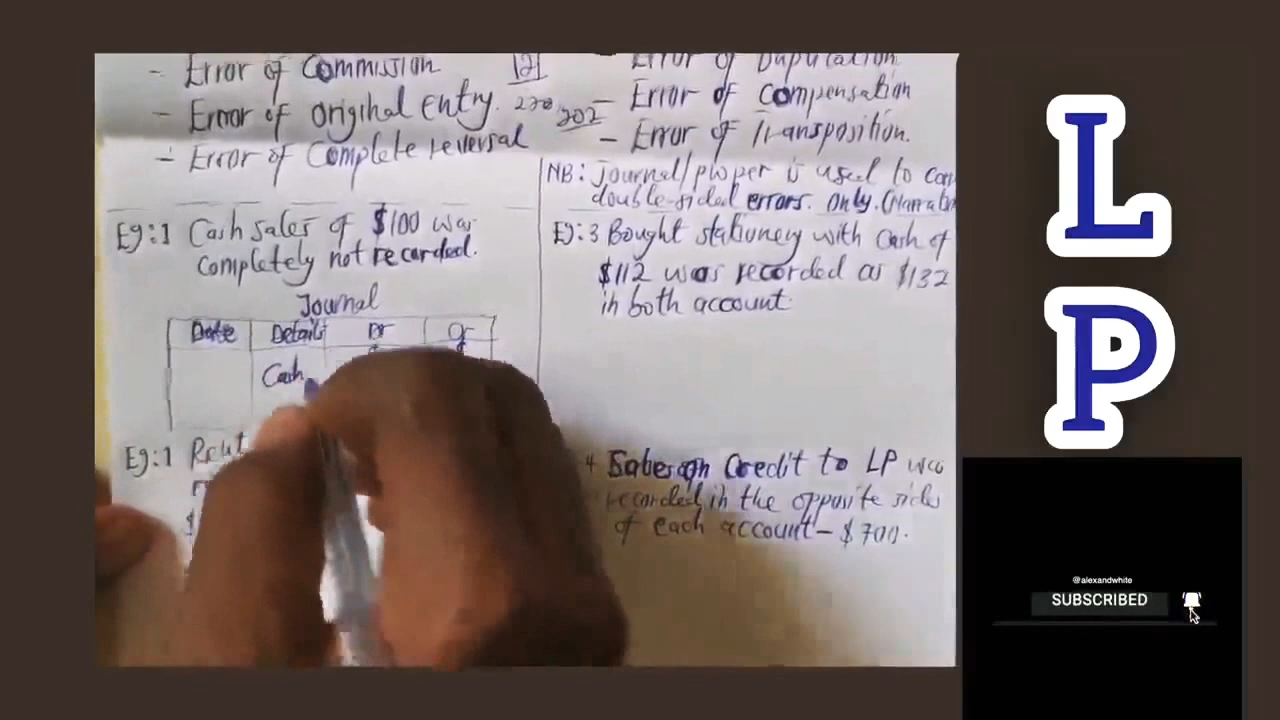 - Error of Commission
- Error of Original entry. 220 202
- Error of Complete reversal
Error of Duplication
- Error of Compensation
- Error of Transposition.
NB: Journal/proper is used to
double-sided errors. only.
Eg:1 Cash sales of $100 was
completely not recorded.
Journal
Date Details Dr Cr
Cash
Eg:1 Rent
$
Eg:3 Bought stationery with Cash of
$112 was recorded as $132
in both account.
4 Sales on Credit to LP was
recorded in the opposite sides
of each account - $700.
L
P
@alexandwhite
SUBSCRIBED